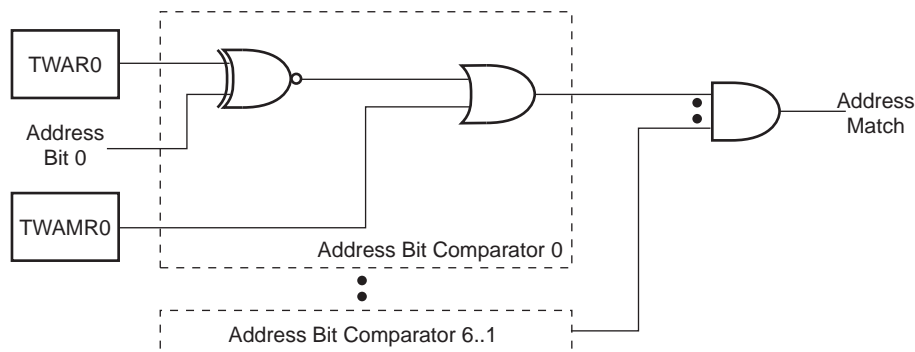 TWAR0
Address
Bit 0
TWAMR0
Address Bit Comparator 0
Address
Match
Address Bit Comparator 6..1